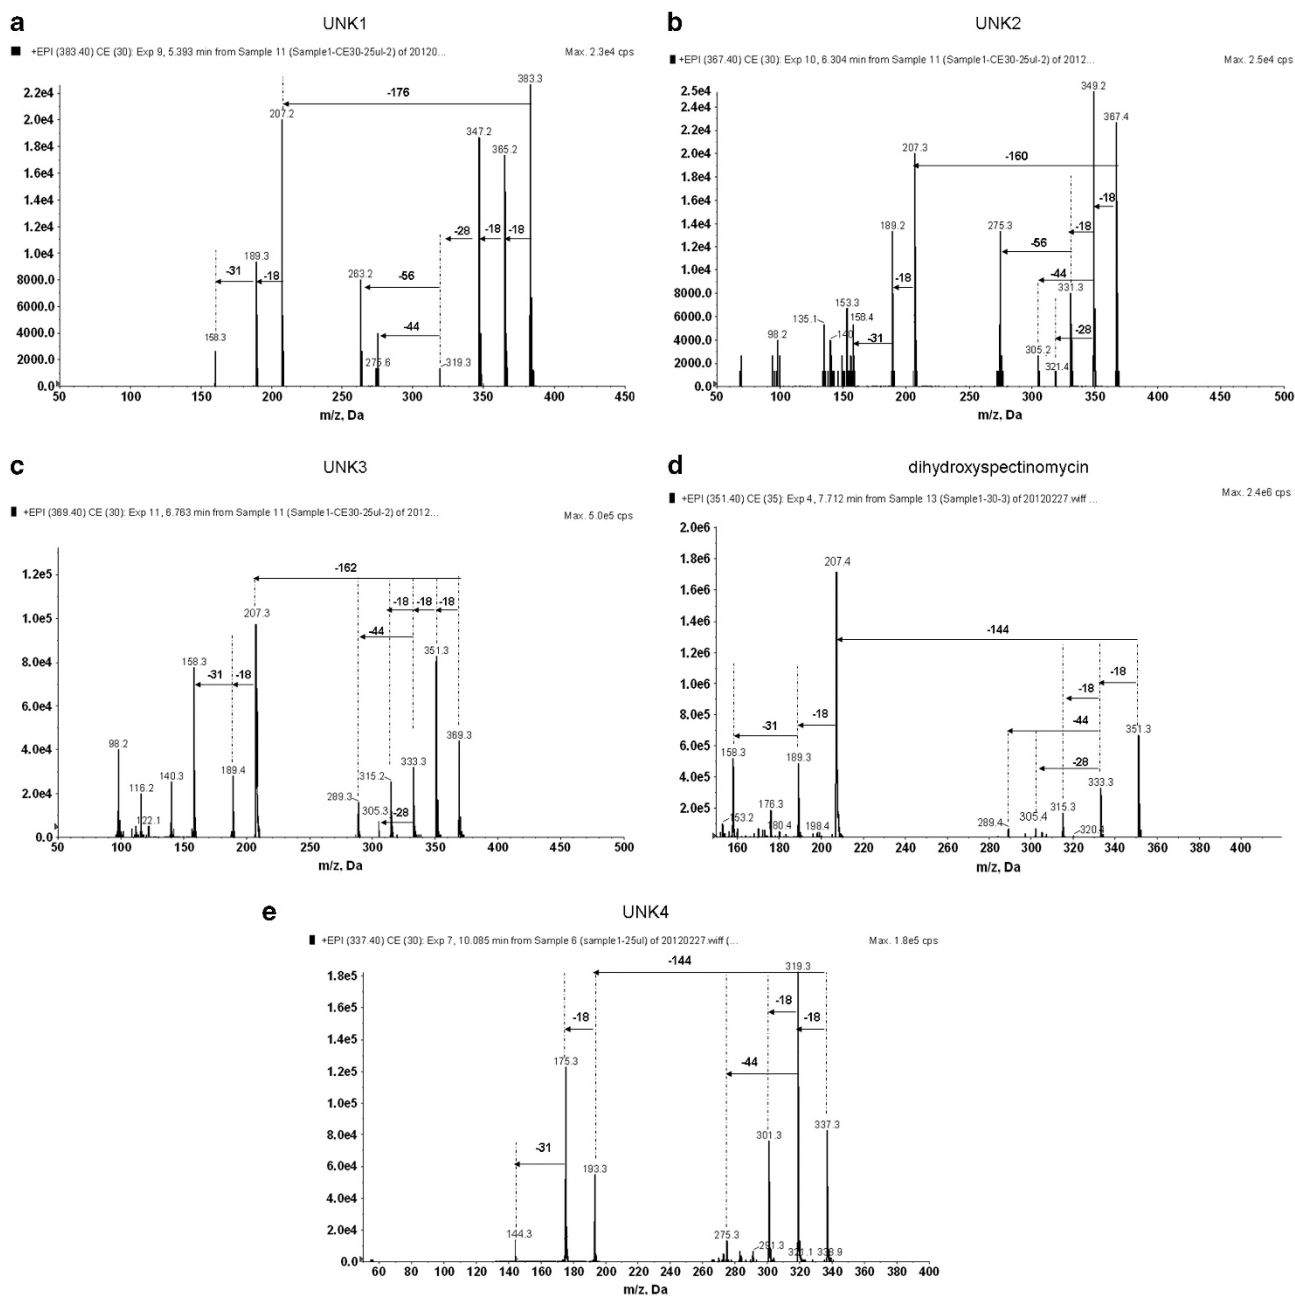 a
UNK1
+EPI (383.40) CE (30): Exp 9, 5.393 min from Sample 11 (Sample1-CE30-25ul-2) of 20120...
Max. 2.3e4 cps
383.3
-176
2.2e4
207.2
2.0e4
347.2
1.8e4
365.2
1.6e4
1.4e4
1.2e4
-28 -18 -18
1.0e4
189.3
-31 -18
263.2
-56
8000.0
6000.0
158.3
-44
4000.0
275.6
319.3
2000.0
0.0
50 100 150 200 250 300 350 400 450
m/z, Da
b
UNK2
+EPI (367.40) CE (30): Exp 10, 6.304 min from Sample 11 (Sample1-CE30-25ul-2) of 2012...
Max. 2.5e4 cps
349.2
2.5e4
2.4e4
367.4
2.2e4
207.3
-160
2.0e4
1.8e4
-18
1.6e4
189.2
275.3
-18
1.4e4
-56
1.2e4
-18
-44
1.0e4
331.3
8000.0
153.3
135.1
158.4
6000.0
98.2
140
-31
-28
4000.0
305.2
321.4
2000.0
0.0
50 100 150 200 250 300 350 400 450 500
m/z, Da
c
UNK3
+EPI (369.40) CE (30): Exp 11, 6.763 min from Sample 11 (Sample1-CE30-25ul-2) of 2012...
Max. 5.0e5 cps
-162
1.2e5
-18 -18 -18
207.3
1.0e5
-44
351.3
158.3
8.0e4
-31 -18
369.3
98.2
6.0e4
333.3
140.3
189.4
315.2
4.0e4
116.2
289.3
305.3
-28
122.1
2.0e4
0.0
50 100 150 200 250 300 350 400 450 500
m/z, Da
d
dihydroxyspectinomycin
+EPI (351.40) CE (35): Exp 4, 7.712 min from Sample 13 (Sample1-30-3) of 20120227.wiff ...
Max. 2.4e6 cps
2.0e6
207.4
1.8e6
1.6e6
-144
1.4e6
-18
1.2e6
-18
1.0e6
-18
-44
-31
8.0e5
351.3
158.3
189.3
-28
6.0e5
333.3
4.0e5
176.3
315.3
2.0e5
153.2
180.4
198.4
289.4
305.4
320.4
160 180 200 220 240 260 280 300 320 340 360 380 400
m/z, Da
e
UNK4
+EPI (337.40) CE (30): Exp 7, 10.085 min from Sample 6 (sample1-25ul) of 20120227.wiff (...
Max. 1.8e5 cps
-144
319.3
1.8e5
-18
1.6e5
-18
-18
1.4e5
175.3
-44
1.2e5
1.0e5
301.3
337.3
8.0e4
-31
193.3
6.0e4
4.0e4
144.3
275.3
291.3
2.0e4
0.0
60 80 100 120 140 160 180 200 220 240 260 280 300 320 340 360 380 400
m/z, Da